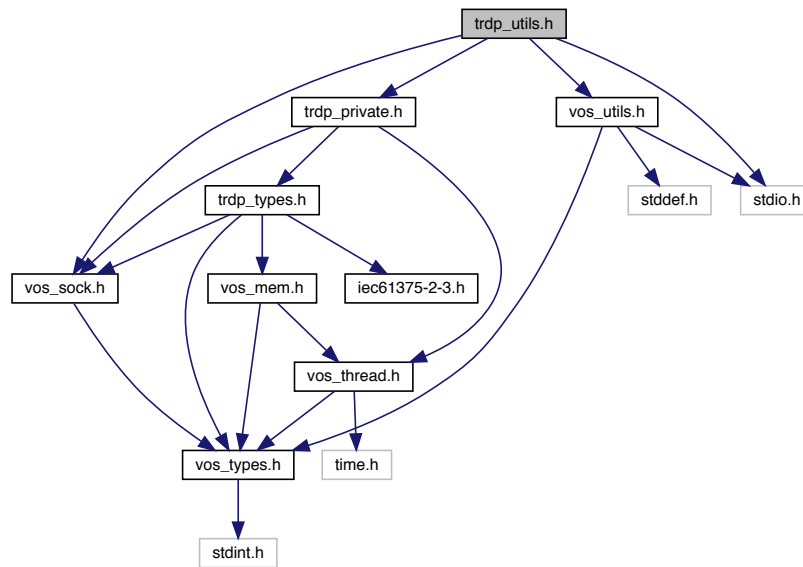 trdp_utils.h
trdp_private.h
vos_utils.h
trdp_types.h
stddef.h
stdio.h
vos_sock.h
vos_mem.h
iec61375-2-3.h
vos_thread.h
vos_types.h
time.h
stdint.h